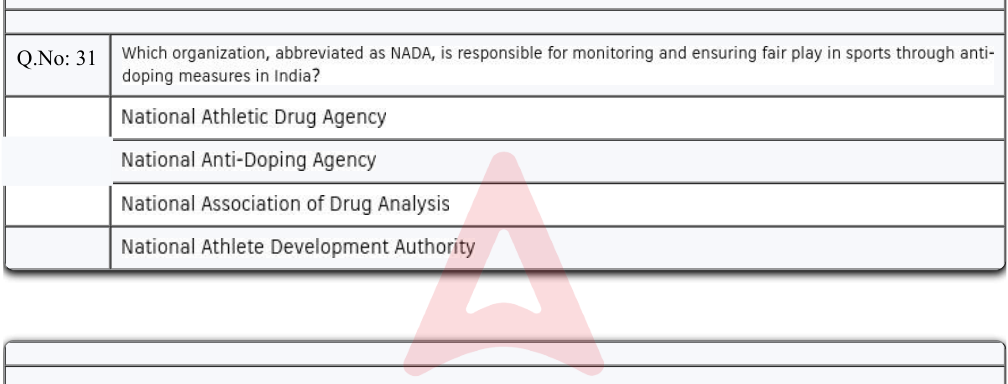 Q.No: 31
Which organization, abbreviated as NADA, is responsible for monitoring and ensuring fair play in sports through anti-
doping measures in India?
National Athletic Drug Agency
National Anti-Doping Agency
National Association of Drug Analysis
National Athlete Development Authority